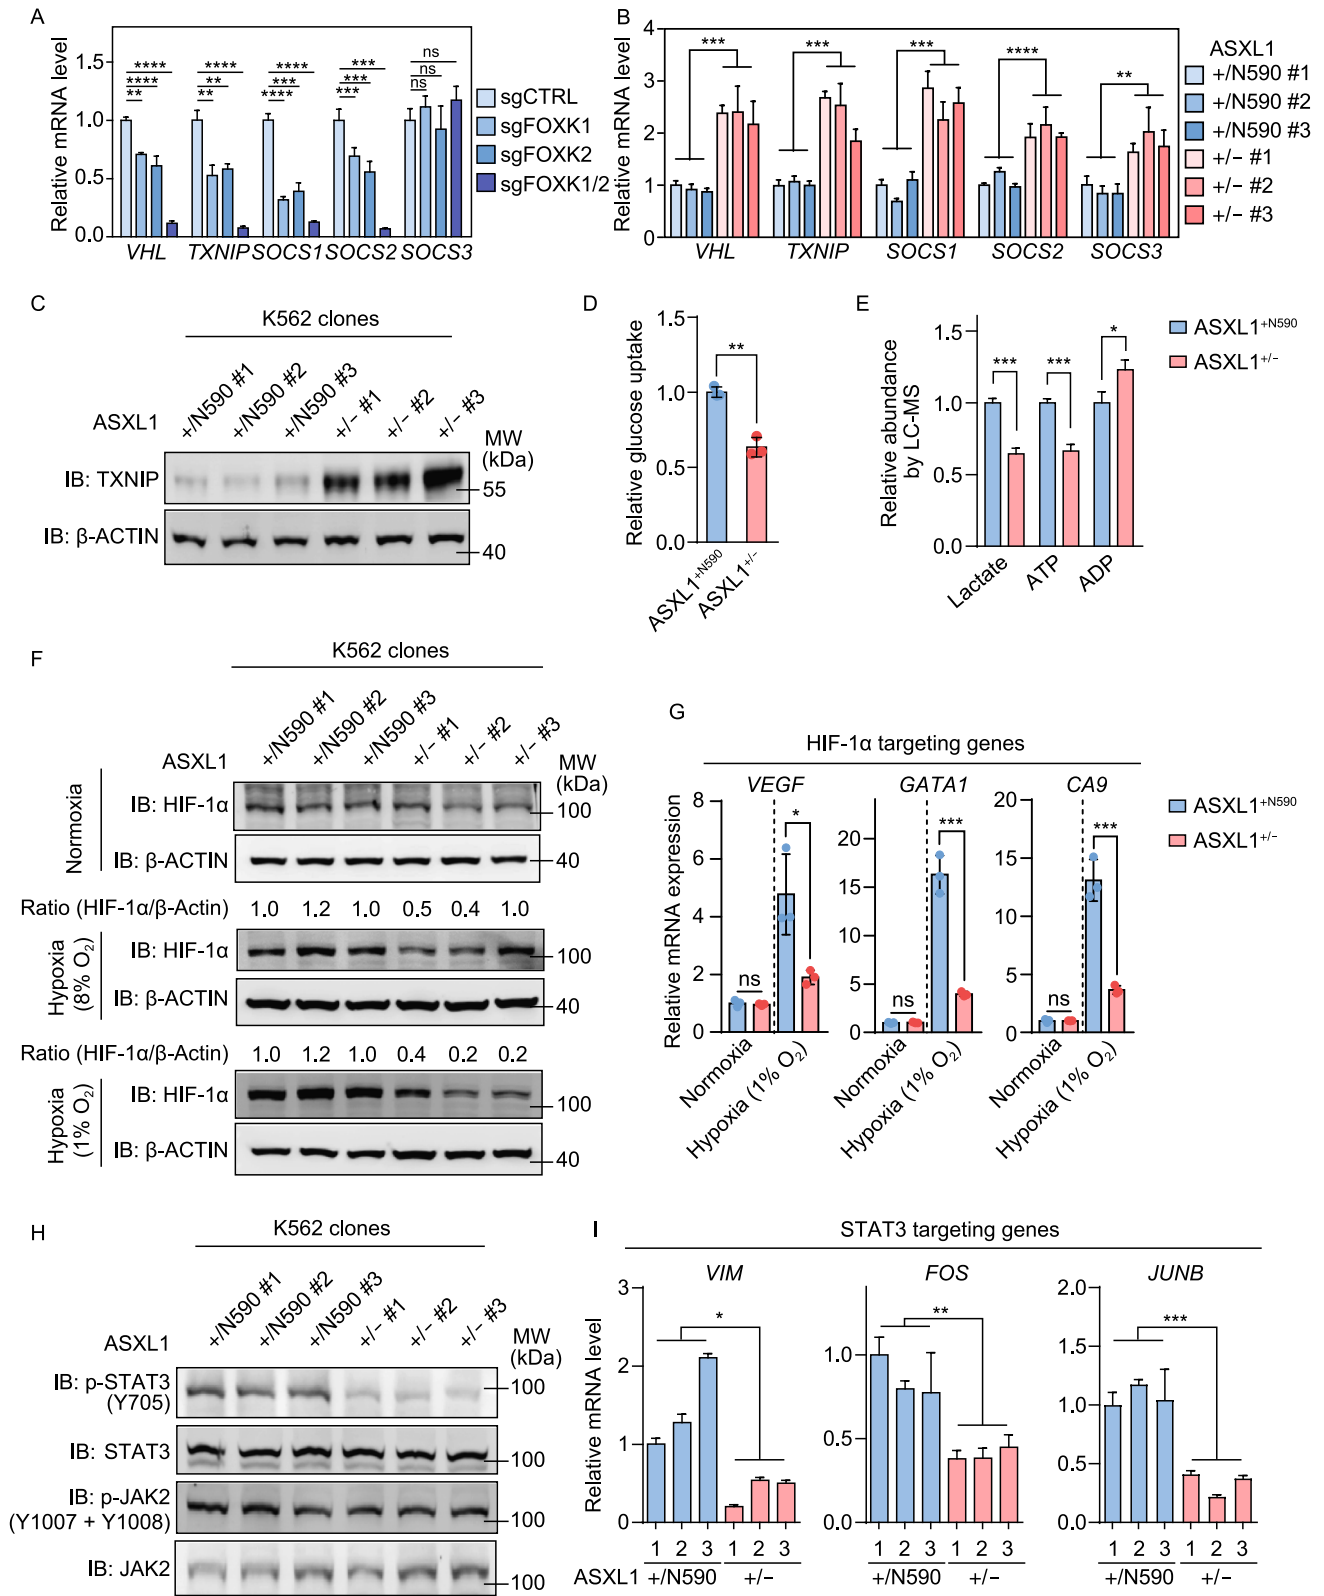 A
Relative mRNA level
1.5
1.0
0.5
0.0
****
****
**
****
**
**
****
***
****
***
***
***
ns
ns
ns
VHL TXNIP SOCS1 SOCS2 SOCS3
sgCTRL
sgFOXK1
sgFOXK2
sgFOXK1/2
B
Relative mRNA level
4
3
2
1
0
*** *** *** **** **
VHL TXNIP SOCS1 SOCS2 SOCS3
ASXL1
+/N590 #1
+/N590 #2
+/N590 #3
+/− #1
+/− #2
+/− #3
C
K562 clones
ASXL1 +/N590 #1 +/N590 #2 +/N590 #3 +/− #1 +/− #2 +/− #3
MW
(kDa)
IB: TXNIP 55
IB: β-ACTIN 40
D
Relative glucose uptake
1.5
1.0
0.5
0.0
**
ASXL1+N590 ASXL1+/−
E
Relative abundance
by LC-MS
1.5
1.0
0.5
0.0
*** *** *
Lactate ATP ADP
ASXL1+N590
ASXL1+/−
F
K562 clones
ASXL1 +/N590 #1 +/N590 #2 +/N590 #3 +/− #1 +/− #2 +/− #3
MW
(kDa)
Normoxia
IB: HIF-1α 100
IB: β-ACTIN 40
Ratio (HIF-1α/β-Actin) 1.0 1.2 1.0 0.5 0.4 1.0
Hypoxia
(8% O₂)
IB: HIF-1α 100
IB: β-ACTIN 40
Ratio (HIF-1α/β-Actin) 1.0 1.2 1.0 0.4 0.2 0.2
Hypoxia
(1% O₂)
IB: HIF-1α 100
IB: β-ACTIN 40
G
HIF-1α targeting genes
Relative mRNA expression
VEGF
8
6
4
2
0
ns
*
Normoxia
Hypoxia (1% O₂)
GATA1
20
15
10
5
0
ns
***
Normoxia
Hypoxia (1% O₂)
CA9
20
15
10
5
0
ns
***
Normoxia
Hypoxia (1% O₂)
ASXL1+N590
ASXL1+/−
H
K562 clones
ASXL1 +/N590 #1 +/N590 #2 +/N590 #3 +/− #1 +/− #2 +/− #3
MW
(kDa)
IB: p-STAT3
(Y705)
100
IB: STAT3 100
IB: p-JAK2
(Y1007 + Y1008)
100
IB: JAK2 100
I
STAT3 targeting genes
Relative mRNA level
VIM
3
2
1
0
*
1 2 3 1 2 3
ASXL1 +/N590 +/−
FOS
1.5
1.0
0.5
0.0
**
1 2 3 1 2 3
+/N590 +/−
JUNB
1.0
1.5
1.0
0.5
0.0
***
1 2 3 1 2 3
+/N590 +/−